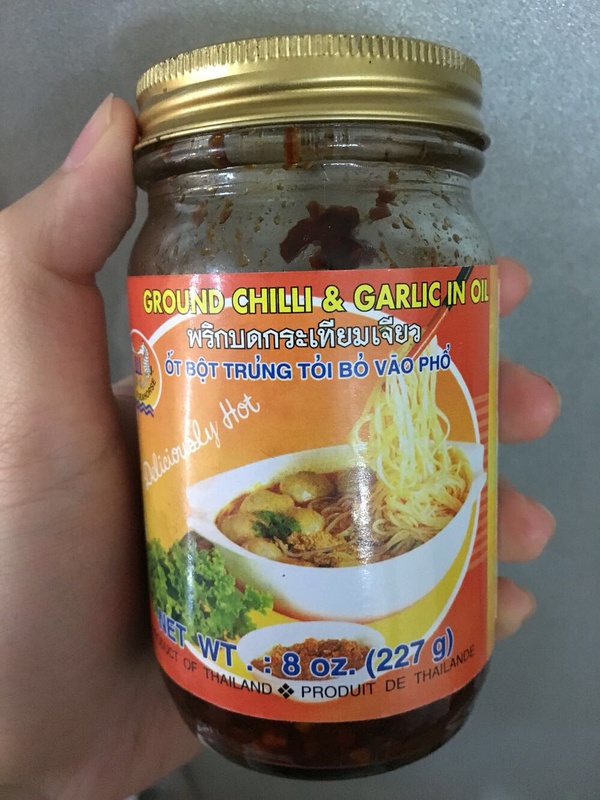 GROUND CHILLI & GARLIC IN OIL
พริกบดกระเทียมเจียว
ỚT BỘT TRỦNG TỎI BỎ VÀO PHỔ
Deliciously Hot
NET WT.: 8 oz. (227 g)
PRODUCT OF THAILAND ❖ PRODUIT DE THAILANDE